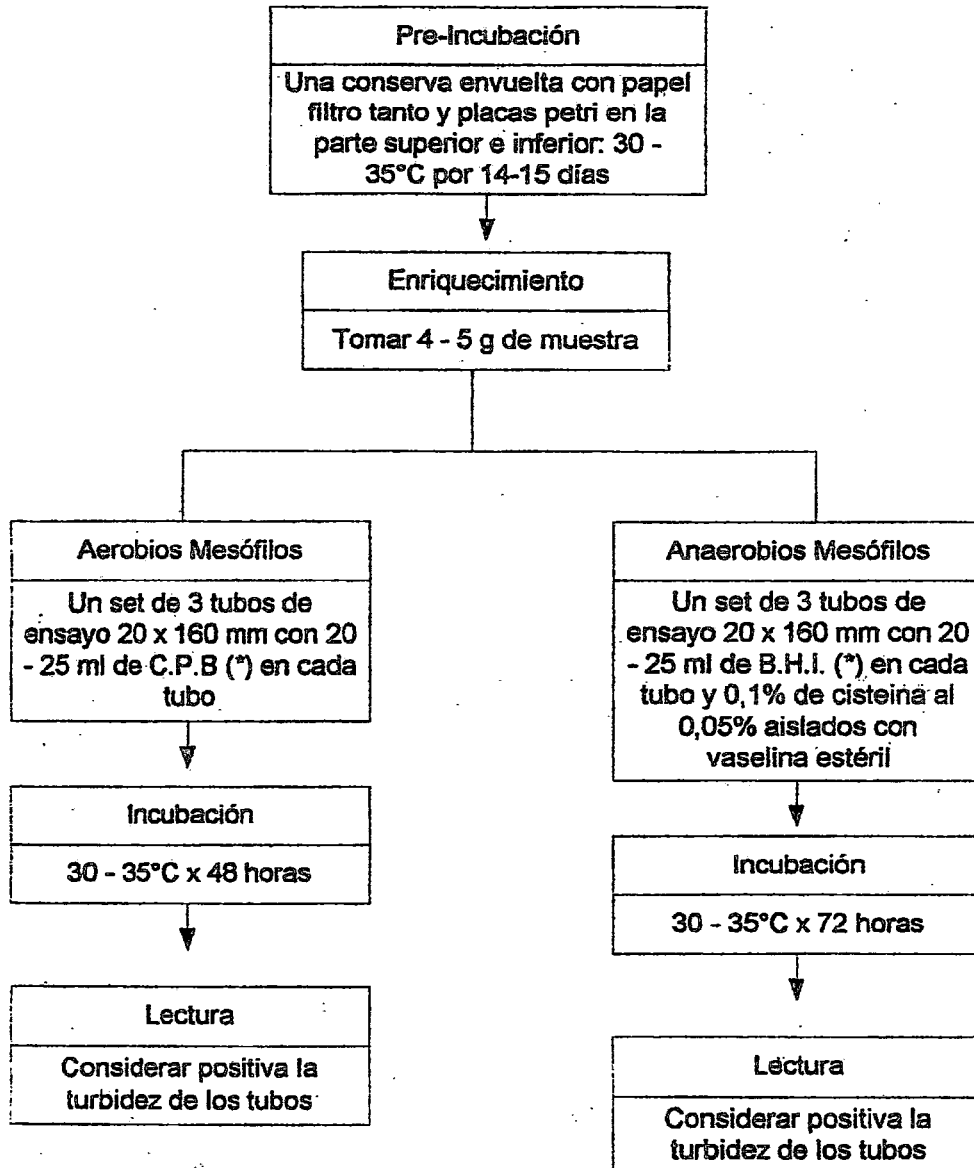 Pre-Incubación
Una conserva envuelta con papel
filtro tanto y placas petri en la
parte superior e inferior: 30 -
35°C por 14-15 días
Enriquecimiento
Tomar 4 - 5 g de muestra
Aerobios Mesófilos
Un set de 3 tubos de
ensayo 20 x 160 mm con 20
- 25 ml de C.P.B (*) en cada
tubo
Incubación
30 - 35°C x 48 horas
Lectura
Considerar positiva la
turbidez de los tubos
Anaerobios Mesófilos
Un set de 3 tubos de
ensayo 20 x 160 mm con 20
- 25 ml de B.H.I. (*) en cada
tubo y 0,1% de cisteina al
0,05% aislados con
vaselina estéril
Incubación
30 - 35°C x 72 horas
Lectura
Considerar positiva la
turbidez de los tubos